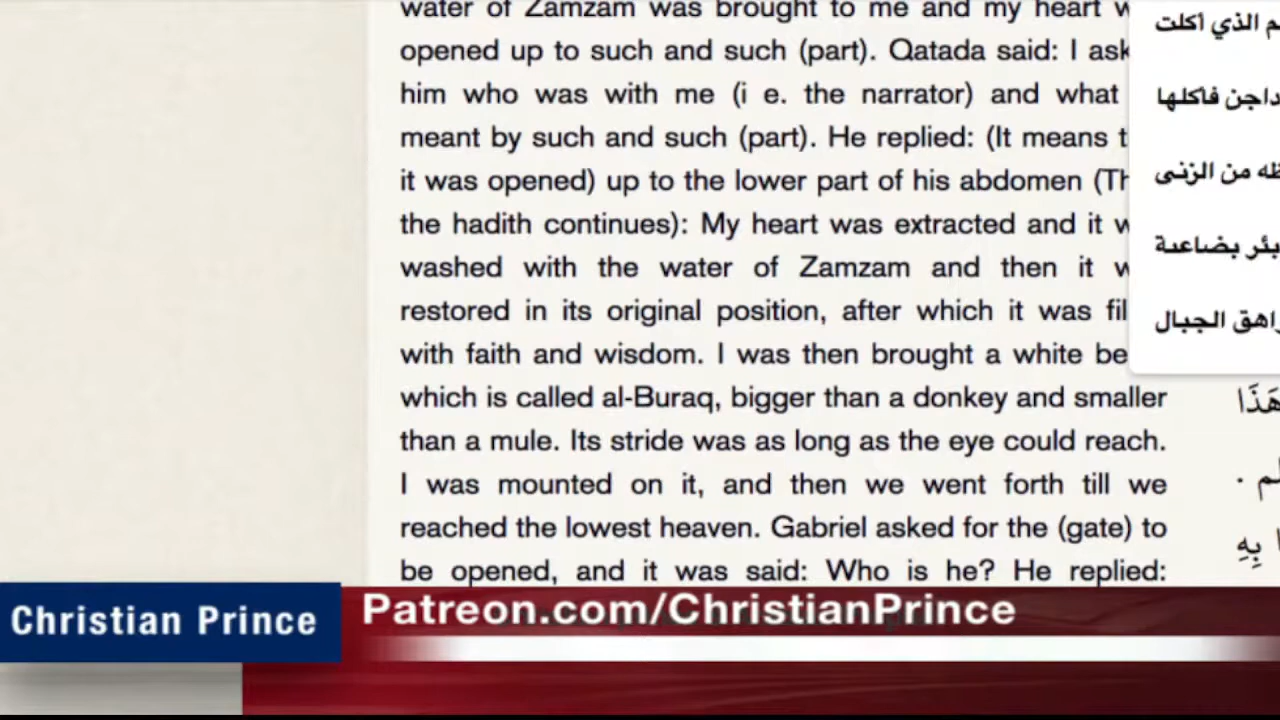 water of Zamzam was brought to me and my heart
opened up to such and such (part). Qatada said: I ask
him who was with me (i e. the narrator) and what
meant by such and such (part). He replied: (It means
it was opened) up to the lower part of his abdomen
the hadith continues): My heart was extracted and it
washed with the water of Zamzam and then it
restored in its original position, after which it was
with faith and wisdom. I was then brought a white
which is called al-Buraq, bigger than a donkey and smaller
than a mule. Its stride was as long as the eye could reach.
I was mounted on it, and then we went forth till we
reached the lowest heaven. Gabriel asked for the (gate) to
be opened, and it was said: Who is he? He replied:
الذي أكلت
داجن فأكلها
من الزنى
بئر بضاعة
الجبال
هَذَا
بِهِ
Christian Prince
Patreon.com/ChristianPrince